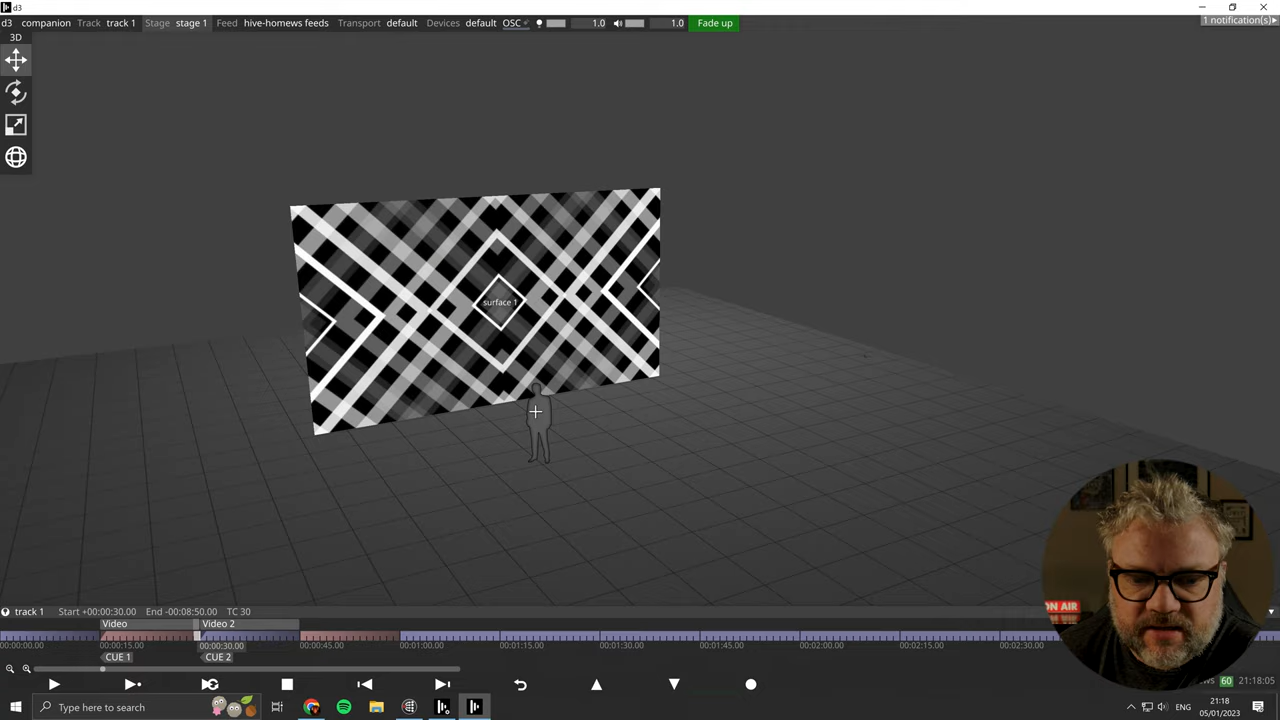 d3
d3 companion Track track 1 Stage stage 1 Feed hive-homews feeds Transport default Devices default OSC 1.0 1.0 Fade up 1 notification(s)
3D
surface 1
ON AIR
track 1 Start +00:00:30.00 End -00:08:50.00 TC 30
Video Video 2
00:00:00.00 00:00:15.00 00:00:30.00 00:00:45.00 00:01:00.00 00:01:15.00 00:01:30.00 00:01:45.00 00:02:00.00 00:02:15.00 00:02:30.00
CUE 1 CUE 2
60 21:18:05
Type here to search
ENG
21:18
05/01/2023